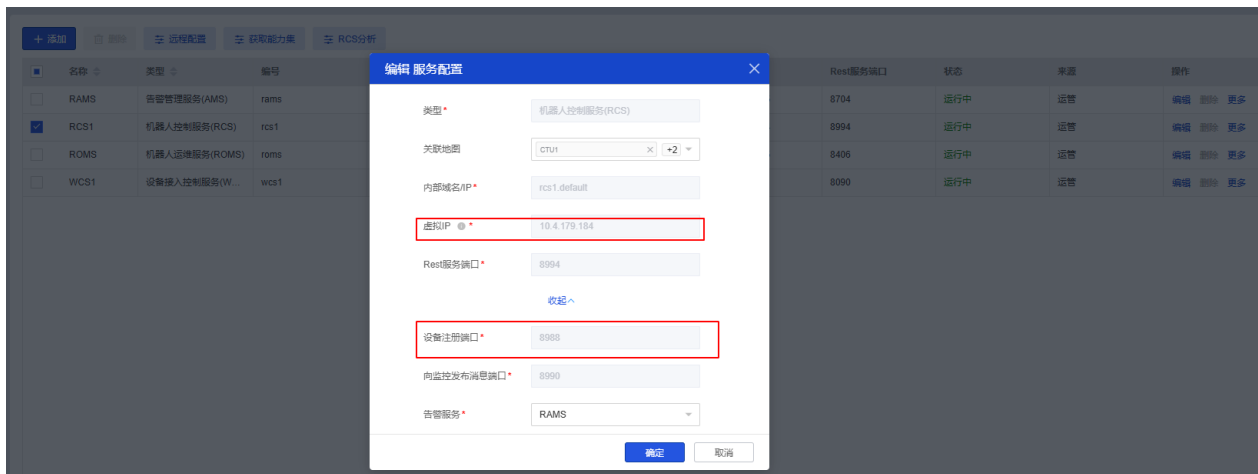 + 添加 删除 远程配置 获取能力集 RCS分析
名称 类型 编号 Rest服务端口 状态 来源 操作
RAMS 告警管理服务(AMS) rams 8704 运行中 运营 编辑 删除 更多
RCS1 机器人控制服务(RCS) rcs1 8994 运行中 运营 编辑 删除 更多
ROMS 机器人运维服务(ROMS) roms 8406 运行中 运营 编辑 删除 更多
WCS1 设备接入控制服务(W... wcs1 8090 运行中 运营 编辑 删除 更多
编辑 服务配置
类型* 机器人控制服务(RCS)
关联地图 CTU1 × +2
内部域名/IP* rcs1.default
虚拟IP * 10.4.179.184
Rest服务端口* 8994
收起
设备注册端口* 8988
向监控发布消息端口* 8990
告警服务* RAMS
确定 取消